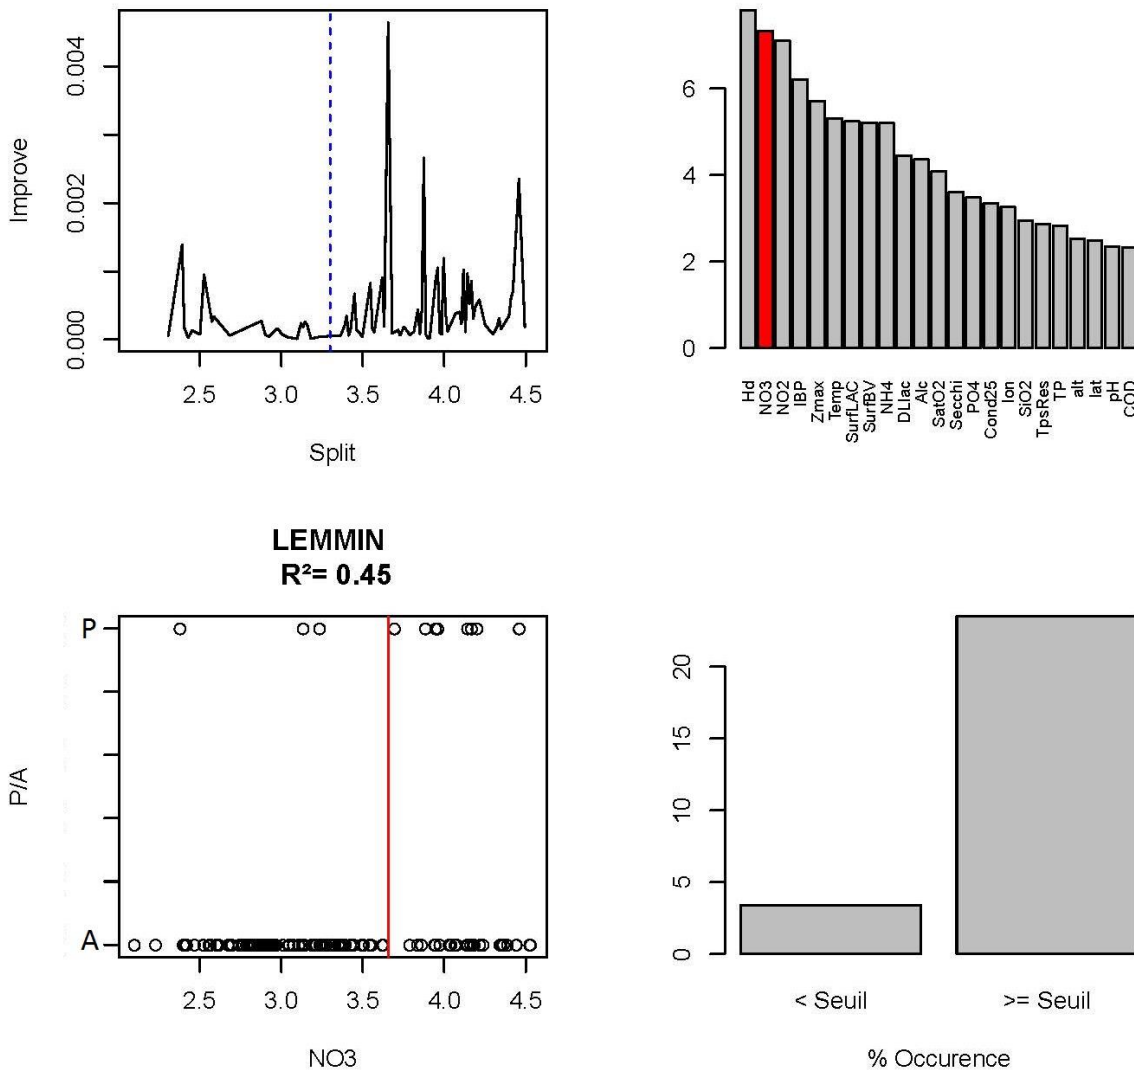 0.004
0.002
0.000
Improve
2.5 3.0 3.5 4.0 4.5
Split
6
4
2
0
Hd NO3 NO2 IBP Zmax Temp SurfLAC SurfBV NH4 DLlac Alc SatO2 Secchi PO4 Cond25 lon SiO2 TpsRes TP alt lat pH COD
LEMMIN
R²= 0.45
P
A
P/A
2.5 3.0 3.5 4.0 4.5
NO3
20
15
10
5
0
< Seuil >= Seuil
% Occurence